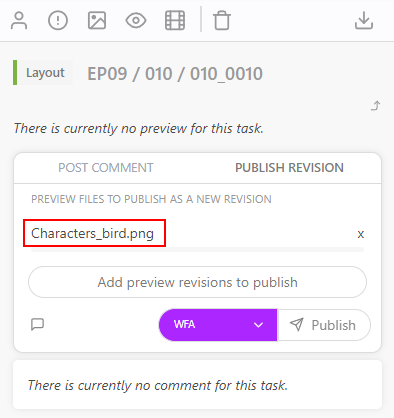 Layout EP09 / 010 / 010_0010
There is currently no preview for this task.
POST COMMENT PUBLISH REVISION
PREVIEW FILES TO PUBLISH AS A NEW REVISION
Characters_bird.png x
Add preview revisions to publish
WFA Publish
There is currently no comment for this task.